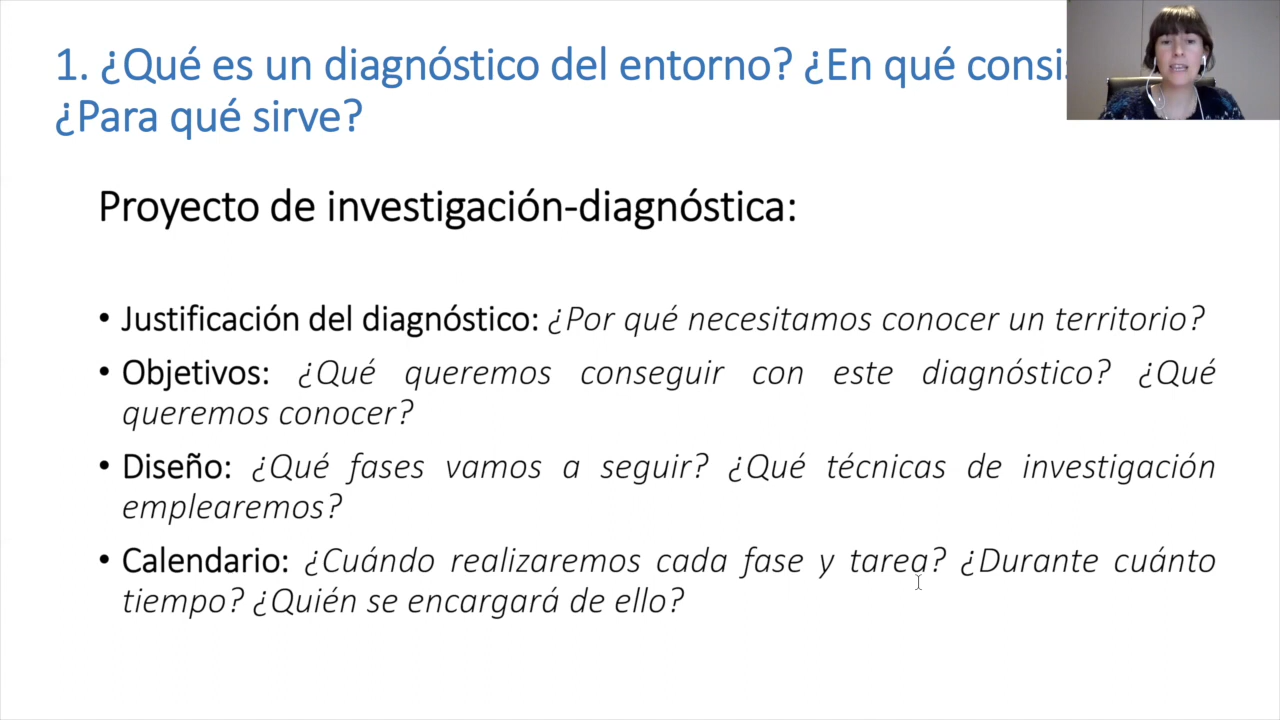 1. ¿Qué es un diagnóstico del entorno? ¿En qué
¿Para qué sirve?
Proyecto de investigación-diagnóstica:
• Justificación del diagnóstico: ¿Por qué necesitamos conocer un territorio?
• Objetivos: ¿Qué queremos conseguir con este diagnóstico? ¿Qué
queremos conocer?
• Diseño: ¿Qué fases vamos a seguir? ¿Qué técnicas de investigación
emplearemos?
• Calendario: ¿Cuándo realizaremos cada fase y tarea? ¿Durante cuánto
tiempo? ¿Quién se encargará de ello?